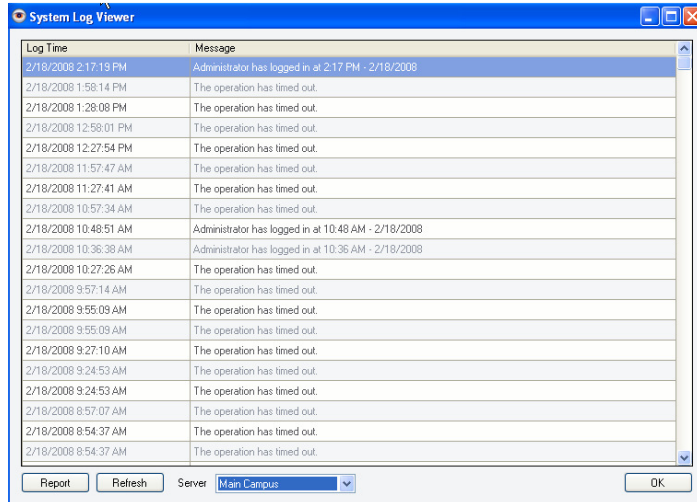 System Log Viewer
Log Time Message
2/18/2008 2:17:19 PM Administrator has logged in at 2:17 PM - 2/18/2008
2/18/2008 1:58:14 PM The operation has timed out.
2/18/2008 1:28:08 PM The operation has timed out.
2/18/2008 12:58:01 PM The operation has timed out.
2/18/2008 12:27:54 PM The operation has timed out.
2/18/2008 11:57:47 AM The operation has timed out.
2/18/2008 11:27:41 AM The operation has timed out.
2/18/2008 10:57:34 AM The operation has timed out.
2/18/2008 10:48:51 AM Administrator has logged in at 10:48 AM - 2/18/2008
2/18/2008 10:36:38 AM Administrator has logged in at 10:36 AM - 2/18/2008
2/18/2008 10:27:26 AM The operation has timed out.
2/18/2008 9:57:14 AM The operation has timed out.
2/18/2008 9:55:09 AM The operation has timed out.
2/18/2008 9:55:09 AM The operation has timed out.
2/18/2008 9:27:10 AM The operation has timed out.
2/18/2008 9:24:53 AM The operation has timed out.
2/18/2008 9:24:53 AM The operation has timed out.
2/18/2008 8:57:07 AM The operation has timed out.
2/18/2008 8:54:37 AM The operation has timed out.
2/18/2008 8:54:37 AM The operation has timed out.
Report Refresh Server Main Campus OK